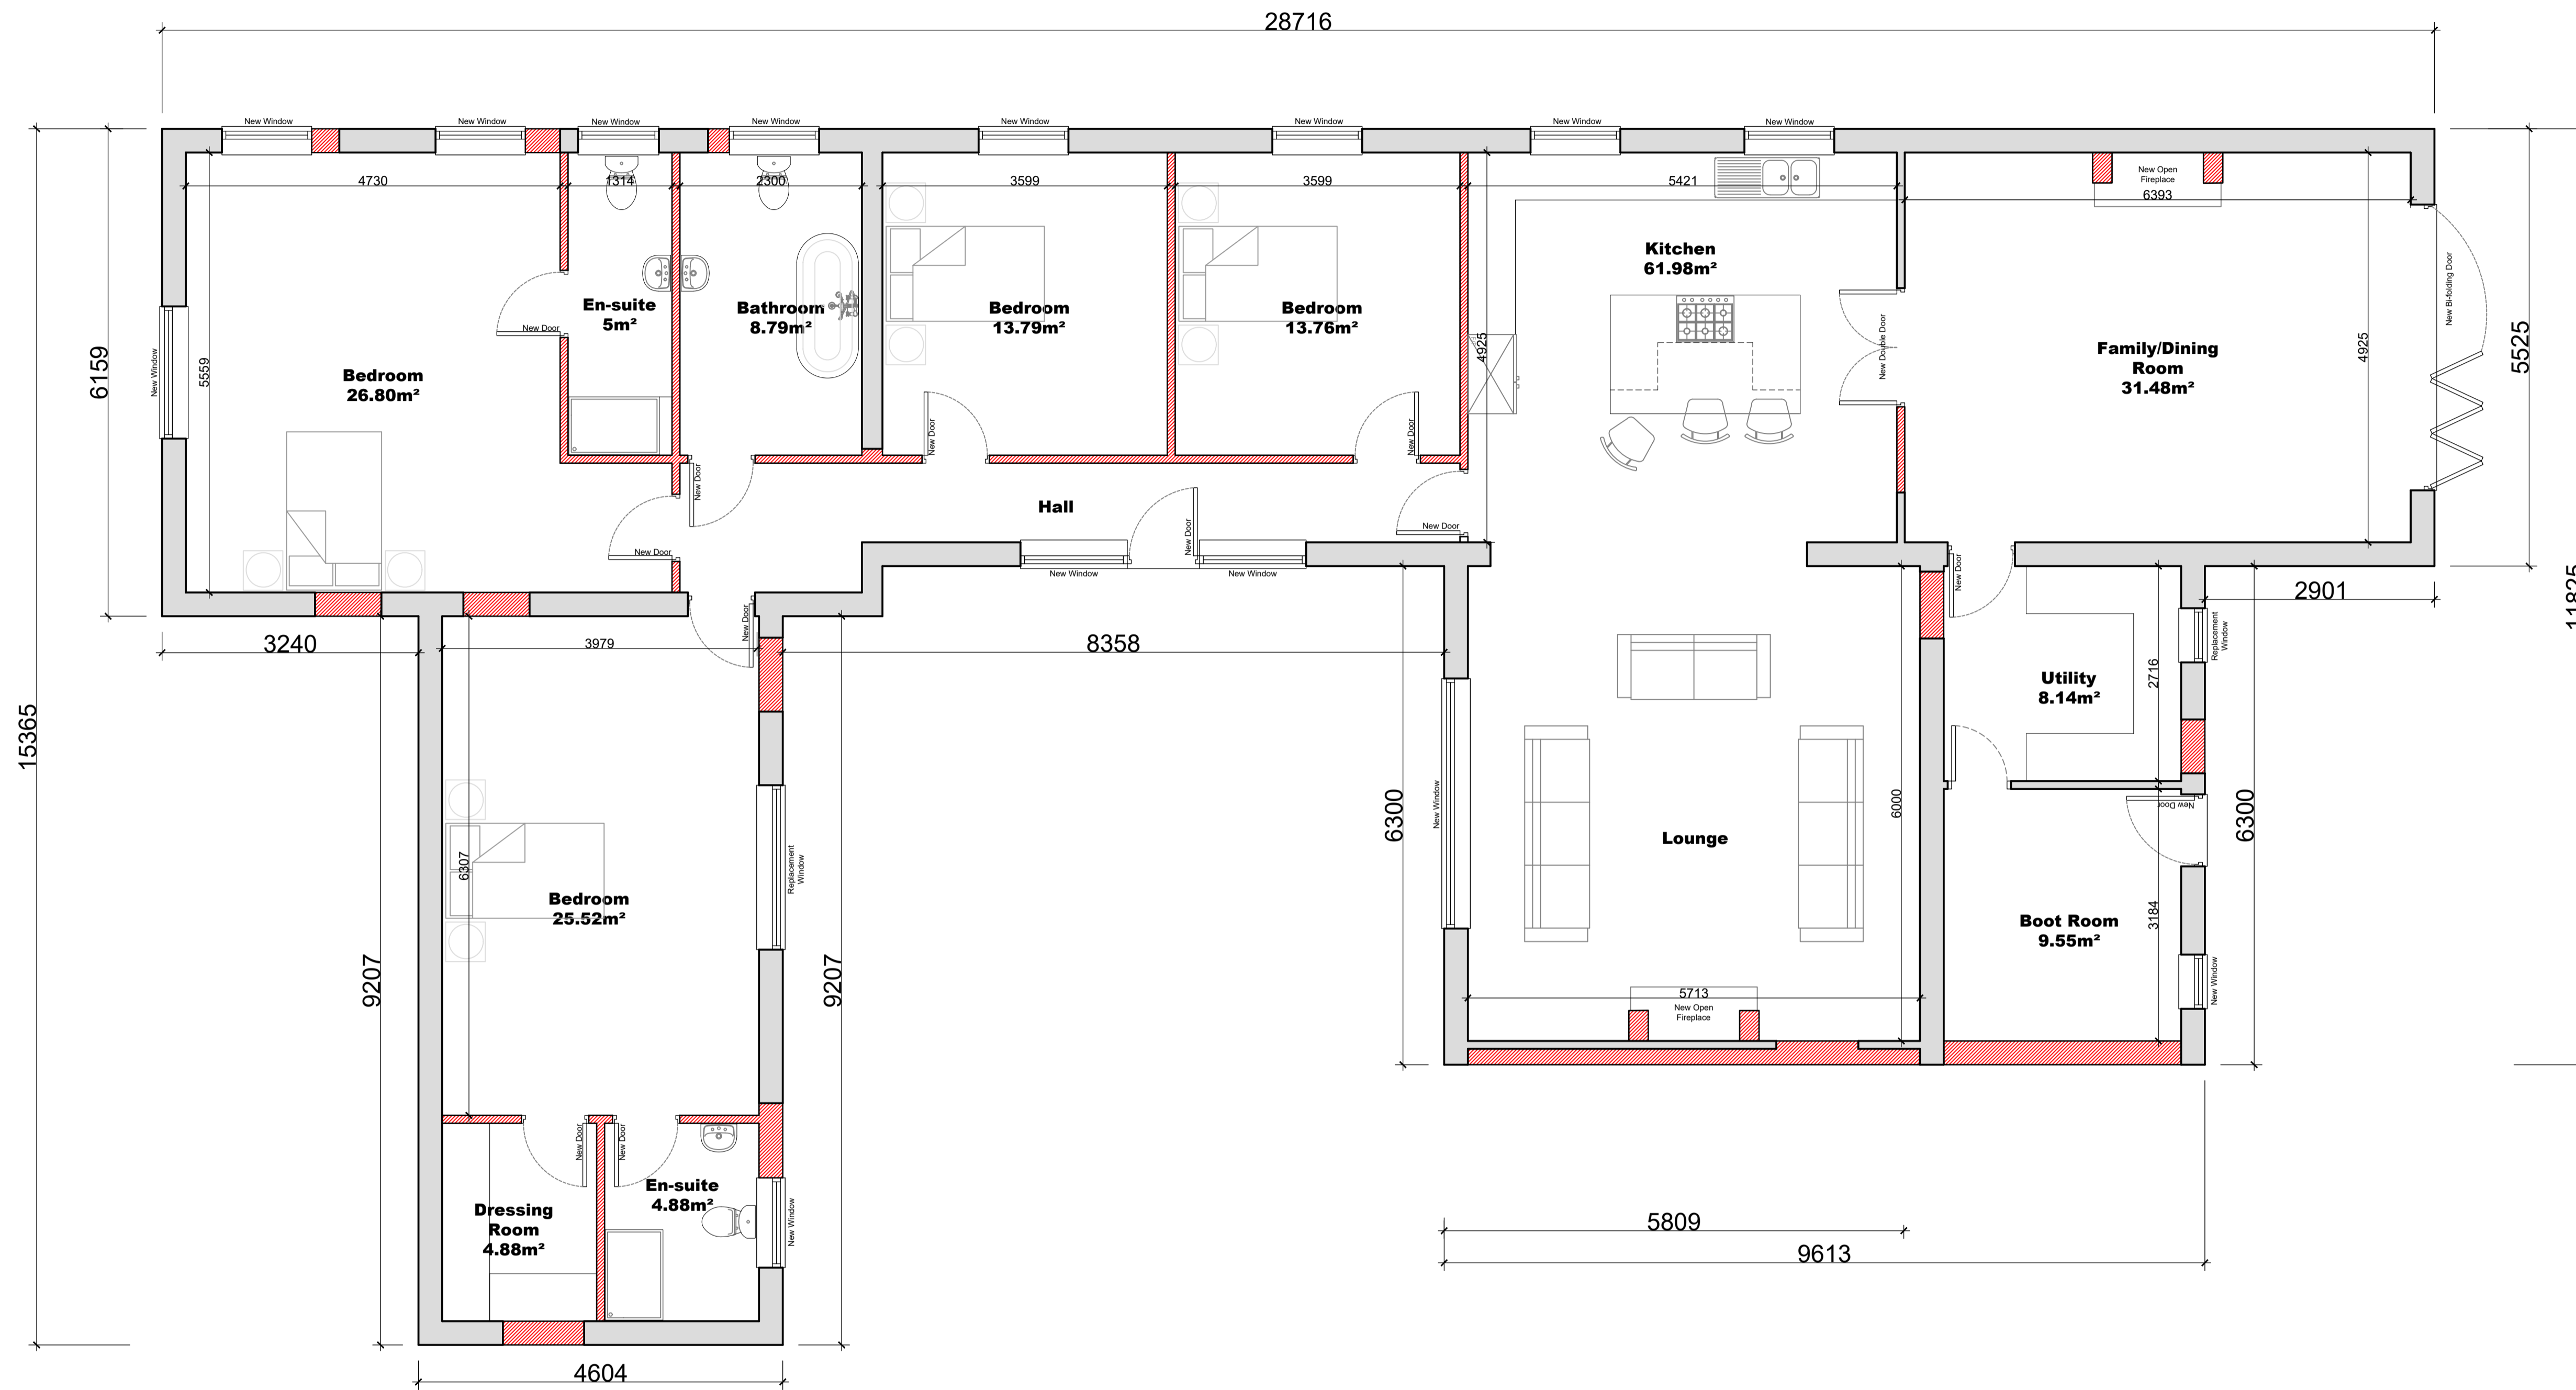 28716
New Window
New Window
New Window
New Window
New Window
New Window
New Window
New Window
4730
1314
2300
3599
3599
5421
New Open
Fireplace
6393
Kitchen
61.98m²
En-suite
5m²
Bathroom
8.79m²
Bedroom
13.79m²
Bedroom
13.76m²
New Door
New Bi-folding Door
New Double Door
4925
4925
5525
Family/Dining
Room
31.48m²
6159
New Window
5559
Bedroom
26.80m²
New Door
New Door
New Door
Hall
New Door
New Door
New Door
New Window
New Window
New Door
11825
2901
3240
3979
New Door
8358
Replacement
Window
Utility
8.14m²
2716
15365
New Window
6300
6000
New Door
6300
Lounge
6307
Replacement
Window
Bedroom
25.52m²
Boot Room
9.55m²
3184
9207
9207
New Window
5713
New Open
Fireplace
New Door
New Door
En-suite
4.88m²
Dressing
Room
4.88m²
New Window
5809
9613
4604